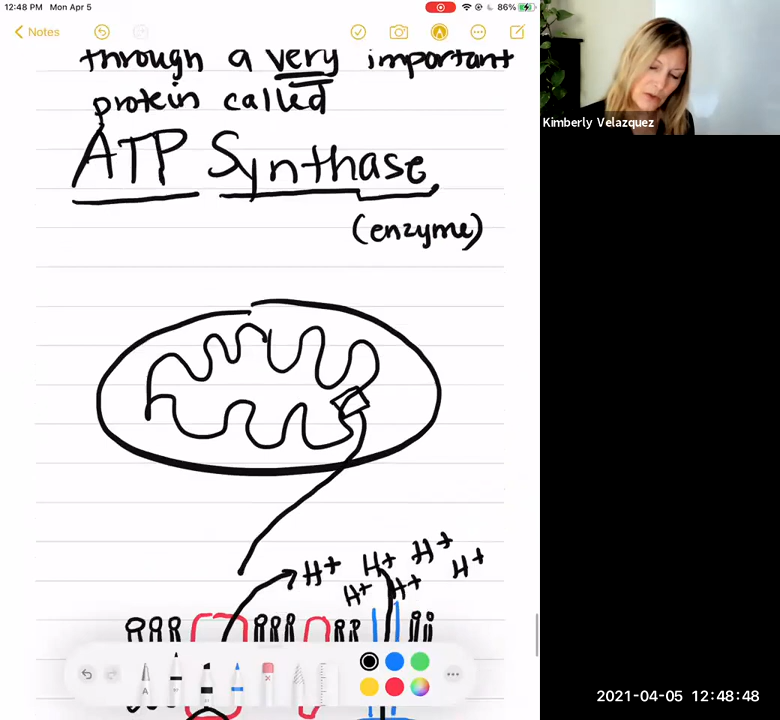 12:48 PM Mon Apr 5
86%
Notes
through a very important
protein called
ATP Synthase
(enzyme)
H+ H+ H+ H+
H+ H+
A
Kimberly Velazquez
2021-04-05 12:48:48